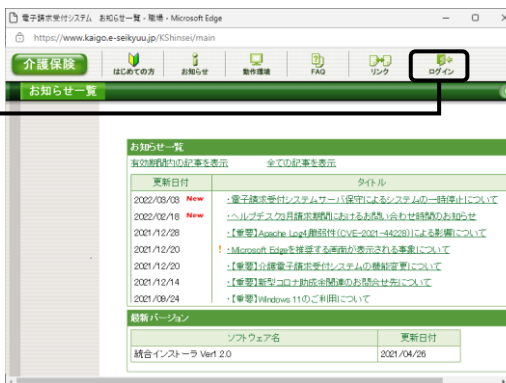 電子請求受付システム お知らせ一覧 - 職場 - Microsoft Edge
https://www.kaigo.e-seikyuu.jp/KShinsei/main
介護保険
はじめての方 お知らせ 動作環境 FAQ リンク ログイン
お知らせ一覧
お知らせ一覧
有効期間内の記事を表示 全ての記事を表示
更新日付 タイトル
2022/03/03 New ・電子請求受付システムサーバ保守によるシステムの一時停止について
2022/02/18 New ・ヘルプデスク3月請求期間におけるお問い合わせ時間のお知らせ
2021/12/28 ・【重要】Apache Log4j脆弱性(CVE-2021-44228)による影響について
2021/12/20 ! ・Microsoft Edgeを推奨する画面が表示される事象について
2021/12/20 ・【重要】介護電子請求受付システムの機能変更について
2021/12/14 ・【重要】新型コロナ助成金関連のお問合せ先について
2021/09/24 ・【重要】Windows 11のご利用について
最新バージョン
ソフトウェア名 更新日付
統合インストーラ Ver1.2.0 2021/04/26